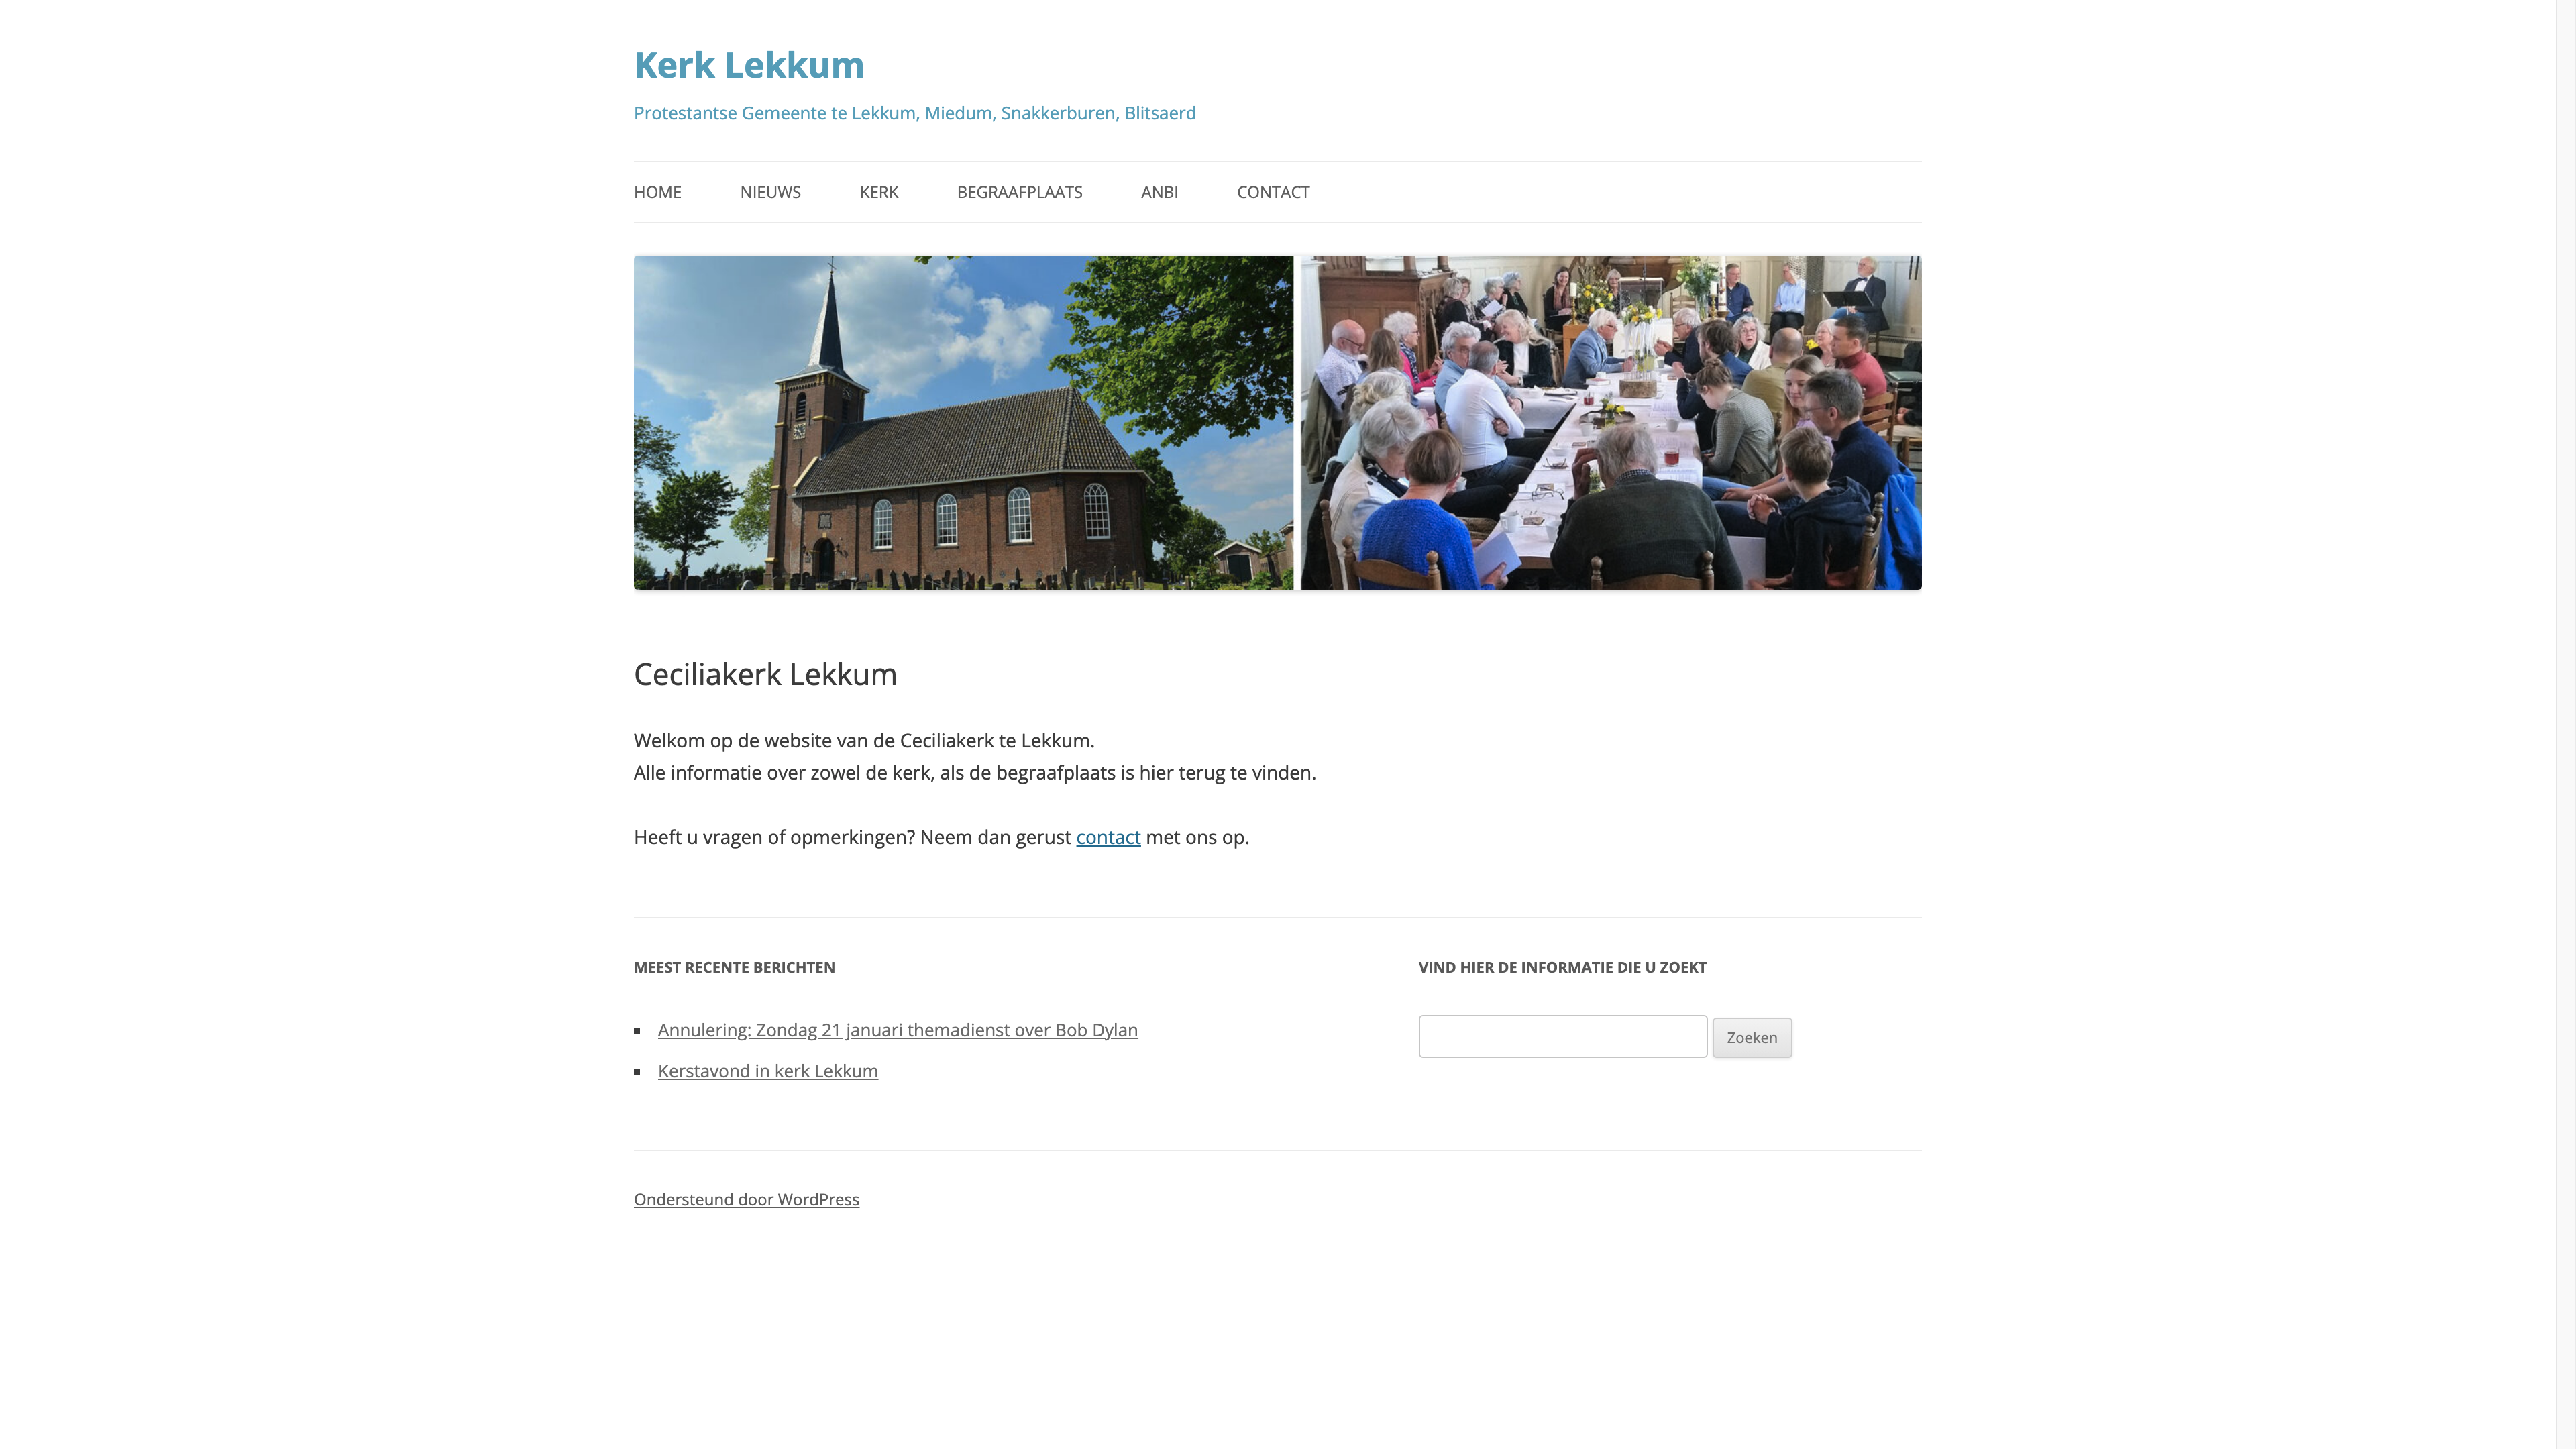 Kerk Lekkum
Protestantse Gemeente te Lekkum, Miedum, Snakkerburen, Blitsaerd
HOME NIEUWS KERK BEGRAAFPLAATS ANBI CONTACT
Ceciliakerk Lekkum
Welkom op de website van de Ceciliakerk te Lekkum.
Alle informatie over zowel de kerk, als de begraafplaats is hier terug te vinden.
Heeft u vragen of opmerkingen? Neem dan gerust contact met ons op.
MEEST RECENTE BERICHTEN
Annulering: Zondag 21 januari themadienst over Bob Dylan
Kerstavond in kerk Lekkum
VIND HIER DE INFORMATIE DIE U ZOEKT
Zoeken
Ondersteund door WordPress